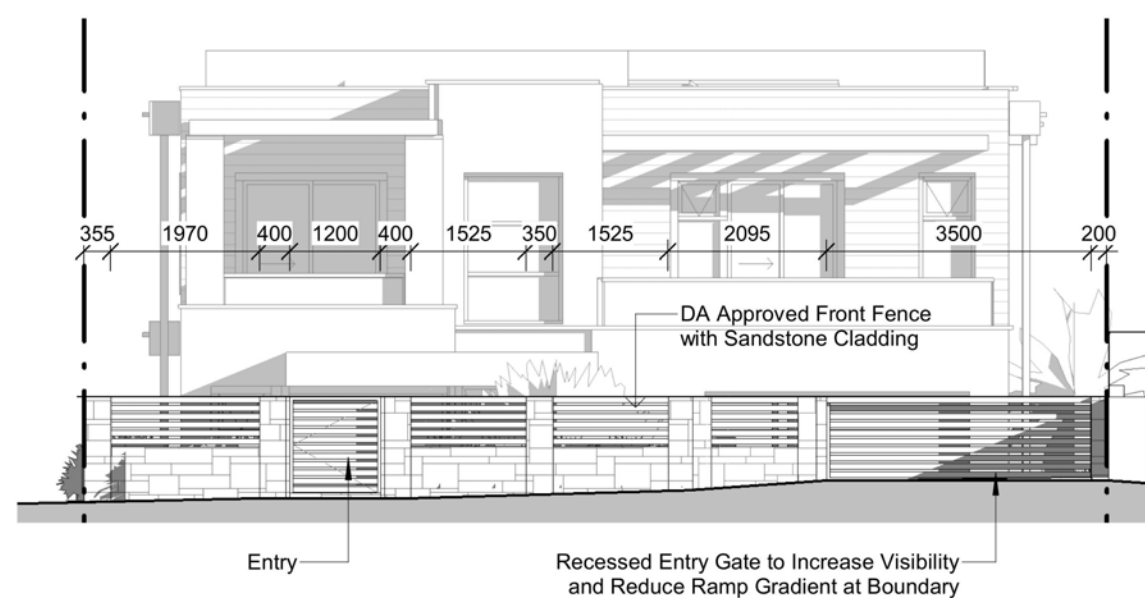 355 1970 400 1200 400 1525 350 1525 2095 3500 200
DA Approved Front Fence
with Sandstone Cladding
Entry
Recessed Entry Gate to Increase Visibility
and Reduce Ramp Gradient at Boundary